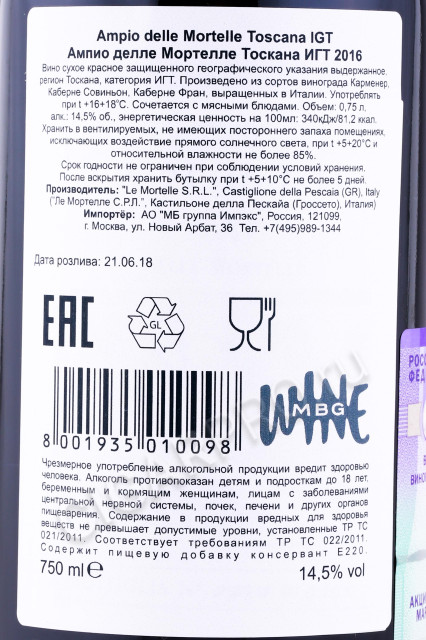 Ampio delle Mortelle Toscana IGT
Ампио делле Мортелле Тоскана ИГТ 2016
Вино сухое красное защищенного географического указания выдержанное,
регион Тоскана, категория ИГТ. Произведено из сортов винограда Карменер,
Каберне Совиньон, Каберне Фран, выращенных в Италии. Употреблять
при t +16+18°С. Сочетается с мясными блюдами. Объем: 0,75 л,
алк.: 14,5% об., энергетическая ценность на 100мл: 340кДж/81,2 ккал.
Хранить в вентилируемых, не имеющих постороннего запаха помещениях,
исключающих воздействие прямого солнечного света, при t +5+20°С и
относительной влажности не более 85%.
Срок годности не ограничен при соблюдении условий хранения.
После вскрытия хранить бутылку при t +5+10°С не более 5 дней.
Производитель: "Le Mortelle S.R.L.", Castiglione della Pescaia (GR), Italy
("Ле Мортелле С.Р.Л.", Кастильоне делла Пескайа (Гроссето), Италия)
Импортёр: АО "МБ группа Импэкс", Россия, 121099,
г. Москва, ул. Новый Арбат, 36 Тел. +7(495)989-1344
Дата розлива: 21.06.18
EAC
GL
WINE
MBG
8 001935 010098
Чрезмерное употребление алкогольной продукции вредит здоровью
человека. Алкоголь противопоказан детям и подросткам до 18 лет,
беременным и кормящим женщинам, лицам с заболеваниями
центральной нервной системы, почек, печени и других органов
пищеварения. Содержание в продукции вредных для здоровья
веществ не превышает допустимые уровни, установленные ТР ТС
021/2011. Соответствует требованиям ТР ТС 022/2011.
Содержит пищевую добавку консервант Е220.
750 ml e
14,5% vol
РОСС
ФЕД
ВИНО
АКЦИ
МАР